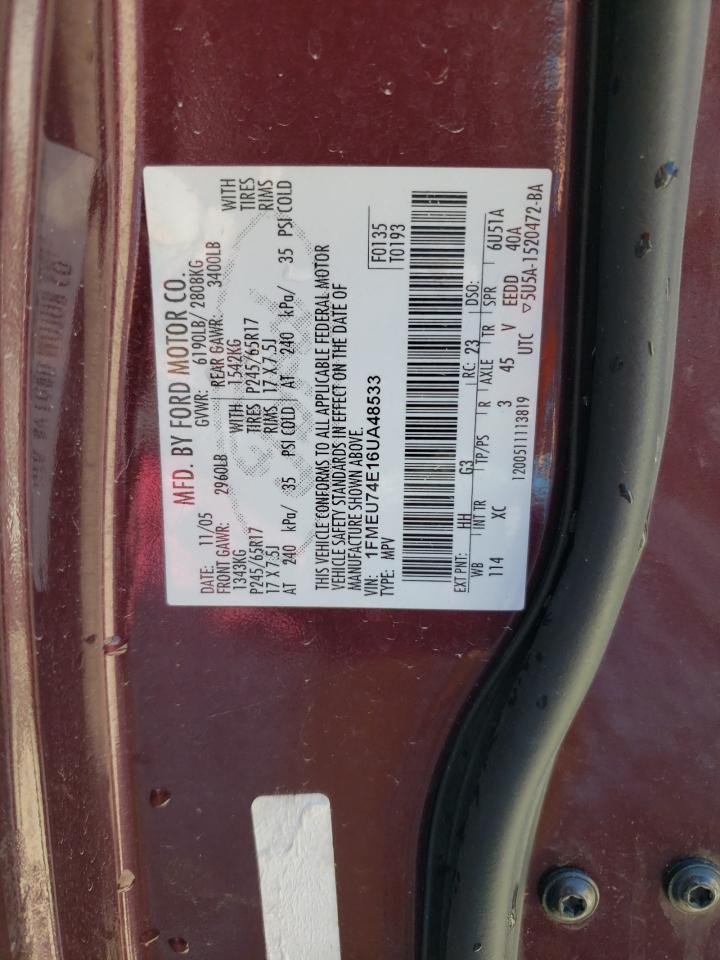 MFD. BY FORD MOTOR CO.
DATE: 11/05 GVWR: 6190LB/ 2808KG
FRONT GAWR: 2960LB REAR GAWR: 3400LB
1343KG WITH 1542KG WITH
P245/65R17 TIRES P245/65R17 TIRES
17 X 7.5J RIMS 17 X 7.5J RIMS
AT 240 kPa/ 35 PSI COLD AT 240 kPa/ 35 PSI COLD
THIS VEHICLE CONFORMS TO ALL APPLICABLE FEDERAL MOTOR
VEHICLE SAFETY STANDARDS IN EFFECT ON THE DATE OF
MANUFACTURE SHOWN ABOVE.
VIN: 1FMEU74E16UA48533 F0135
TYPE: MPV T0193
EXT PNT: HH G3 RC: 23 DSO:
WB INT TR TP/PS R AXLE TR SPR 6U51A
114 XC 3 45 V EEDD 40A
12005111113819 UTC ▽5U5A-1520472-BA